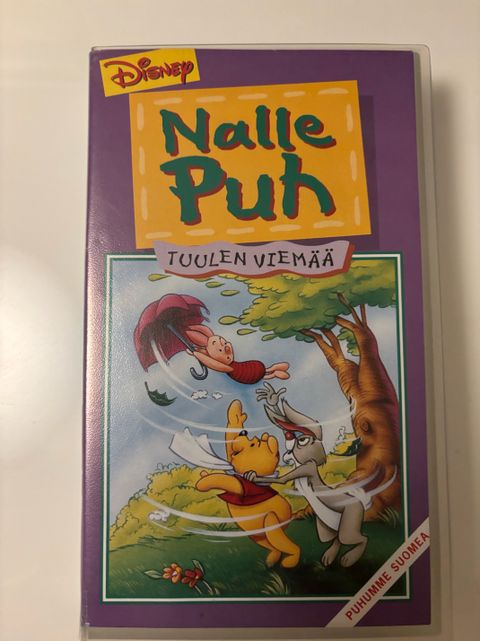 Disney
Nalle
Puh
TUULEN VIEMÄÄ
PUHUMME SUOMEA